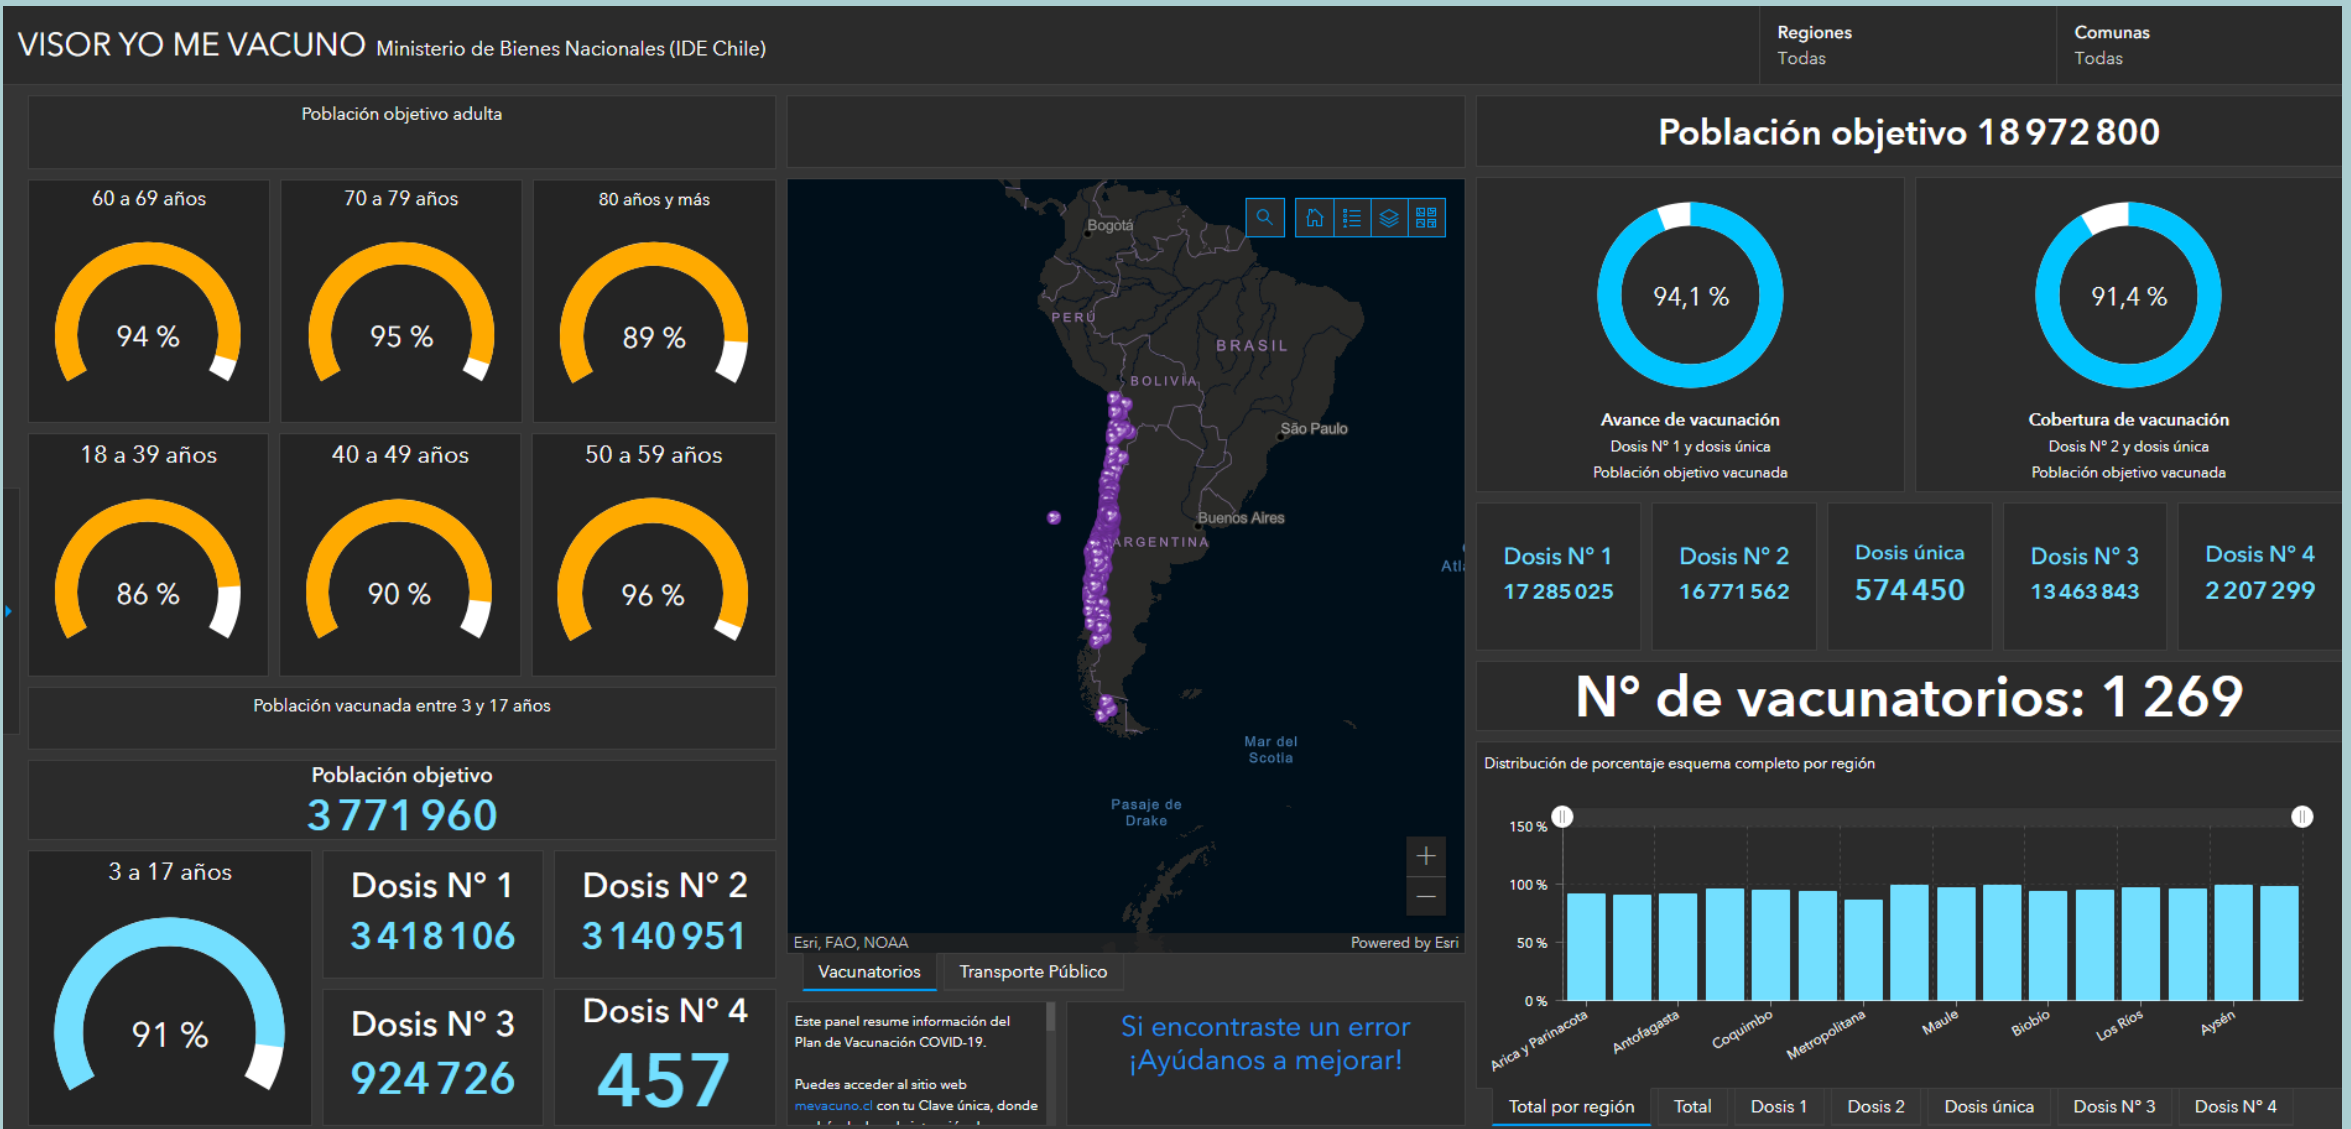 VISOR YO ME VACUNO Ministerio de Bienes Nacionales (IDE Chile)
Regiones
Todas
Comunas
Todas
Población objetivo adulta
60 a 69 años
94 %
70 a 79 años
95 %
80 años y más
89 %
18 a 39 años
86 %
40 a 49 años
90 %
50 a 59 años
96 %
Población vacunada entre 3 y 17 años
Población objetivo
3 771 960
3 a 17 años
91 %
Dosis N° 1
3 418 106
Dosis N° 2
3 140 951
Dosis N° 3
924 726
Dosis N° 4
457
Bogotá
PERÚ
BRASIL
BOLIVIA
São Paulo
Buenos Aires
ARGENTINA
Mar del
Scotia
Pasaje de
Drake
Esri, FAO, NOAA
Powered by Esri
Vacunatorios
Transporte Público
Este panel resume información del
Plan de Vacunación COVID-19.
Puedes acceder al sitio web
mevacuno.cl con tu Clave única, donde
Si encontraste un error
¡Ayúdanos a mejorar!
Población objetivo 18 972 800
94,1 %
Avance de vacunación
Dosis N° 1 y dosis única
Población objetivo vacunada
91,4 %
Cobertura de vacunación
Dosis N° 2 y dosis única
Población objetivo vacunada
Dosis N° 1
17 285 025
Dosis N° 2
16 771 562
Dosis única
574 450
Dosis N° 3
13 463 843
Dosis N° 4
2 207 299
N° de vacunatorios: 1 269
Distribución de porcentaje esquema completo por región
150 %
100 %
50 %
0 %
Arica y Parinacota
Antofagasta
Coquimbo
Metropolitana
Maule
Biobío
Los Ríos
Aysén
Total por región
Total
Dosis 1
Dosis 2
Dosis única
Dosis N° 3
Dosis N° 4